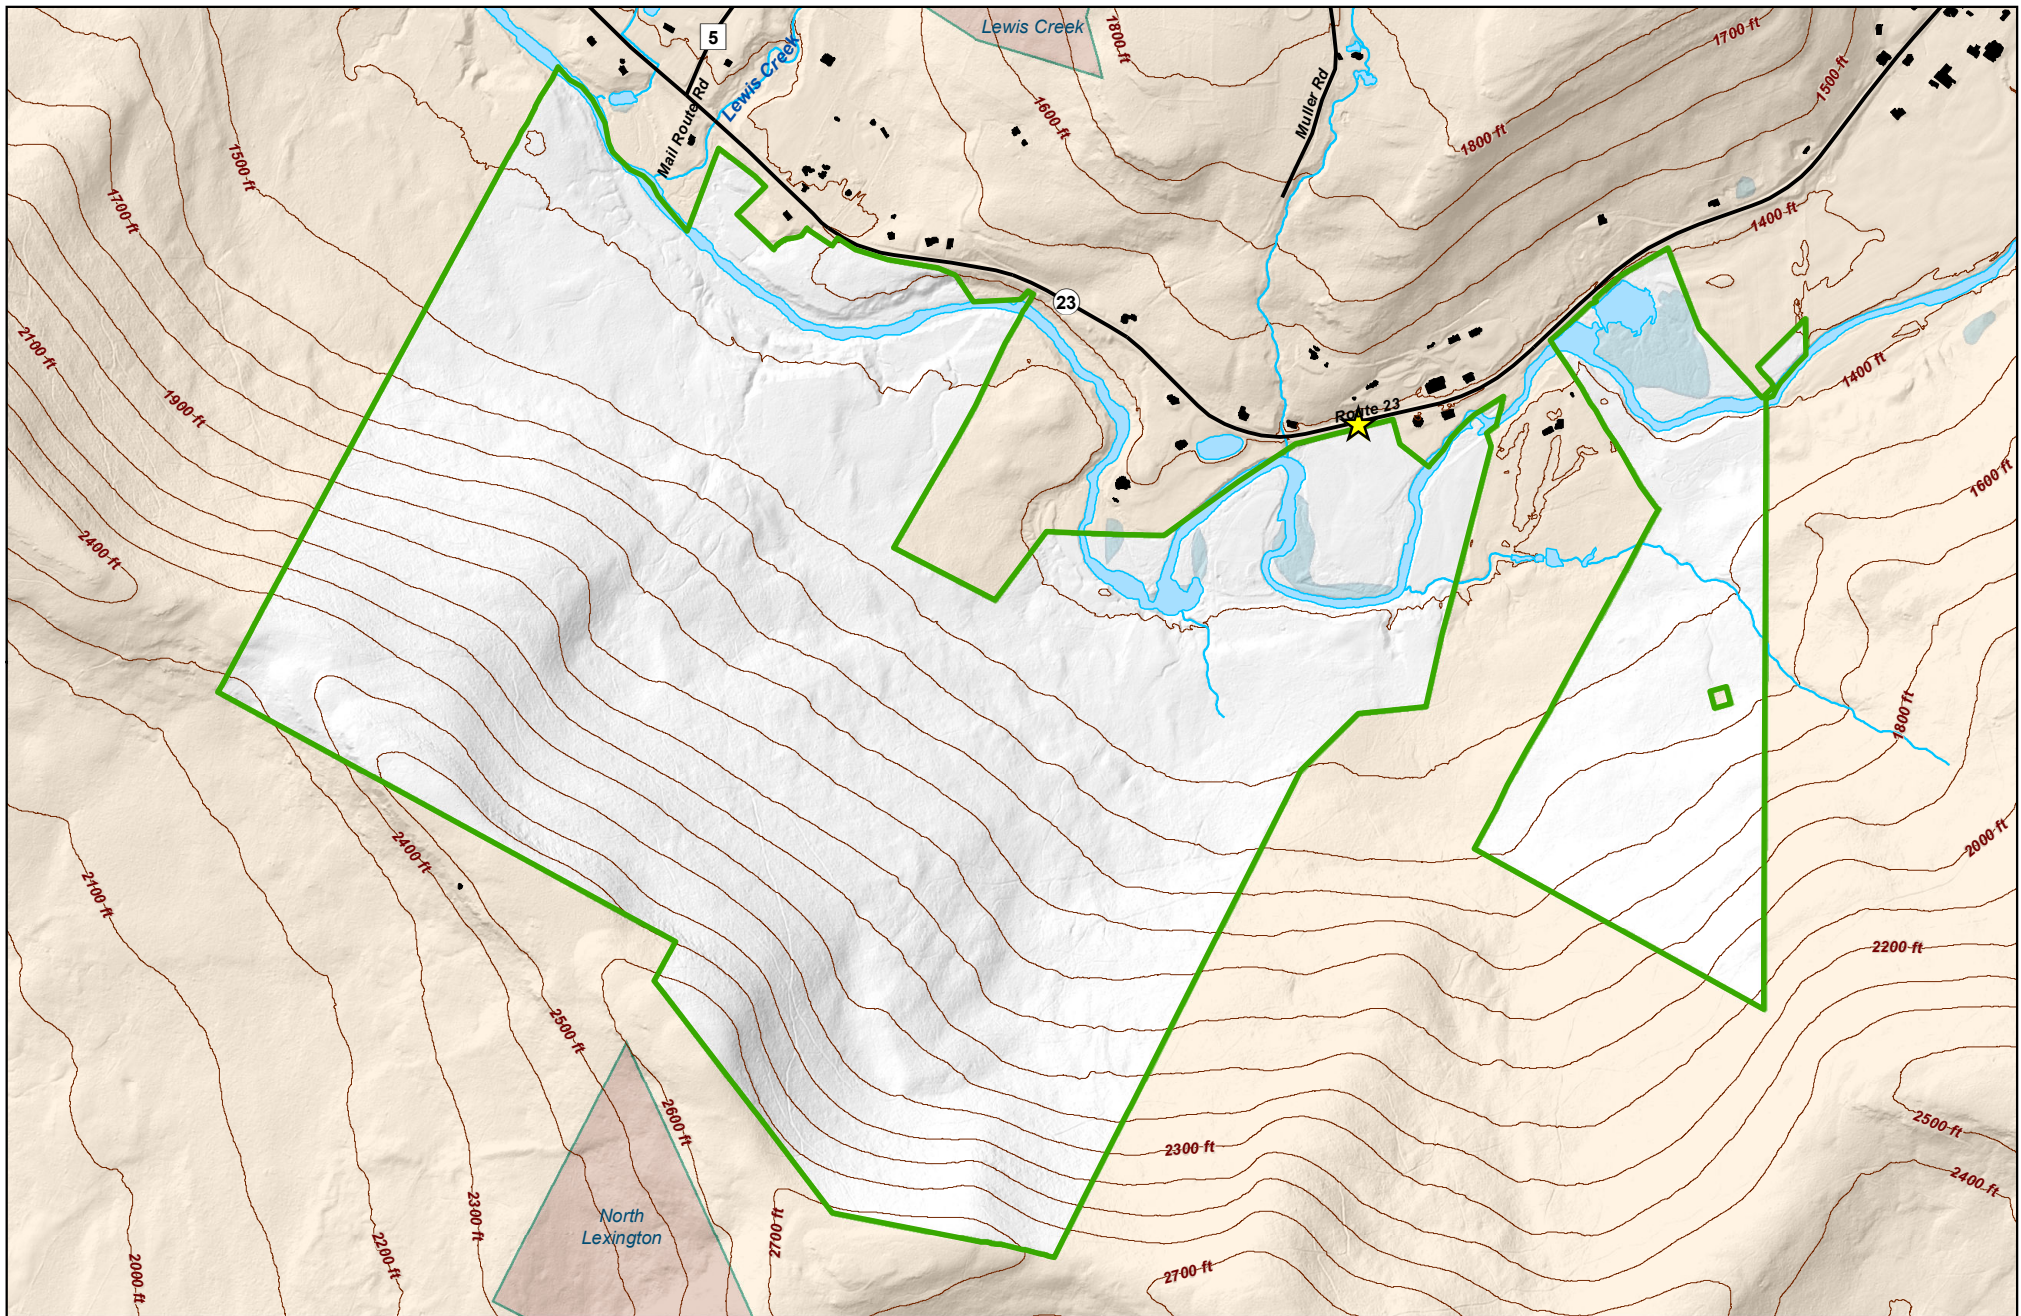 Lewis Creek
1800 ft
1700 ft
5
Lewis Creek
1500 ft
Muller Rd
1600 ft
Mail Route Rd
1800 ft
1500 ft
1700 ft
1400 ft
23
2100 ft
1400 ft
1900 ft
Route 23
1600 ft
2400 ft
1800 ft
2400 ft
2000 ft
2100 ft
2200 ft
2500 ft
2600 ft
2500 ft
2300 ft
2400 ft
North
Lexington
2300 ft
2700 ft
2200 ft
2000 ft
2700 ft